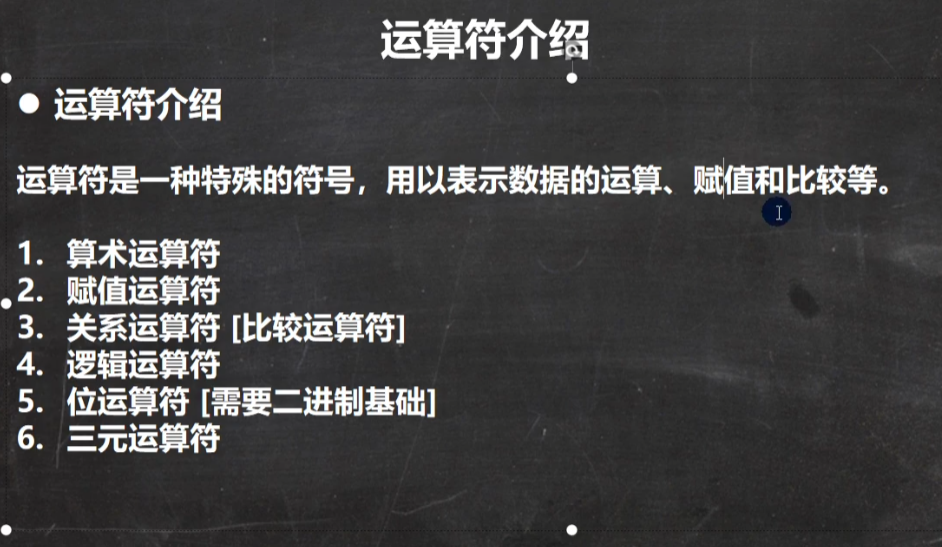 运算符介绍
● 运算符介绍
运算符是一种特殊的符号，用以表示数据的运算、赋值和比较等。
1. 算术运算符
2. 赋值运算符
3. 关系运算符 [比较运算符]
4. 逻辑运算符
5. 位运算符 [需要二进制基础]
6. 三元运算符